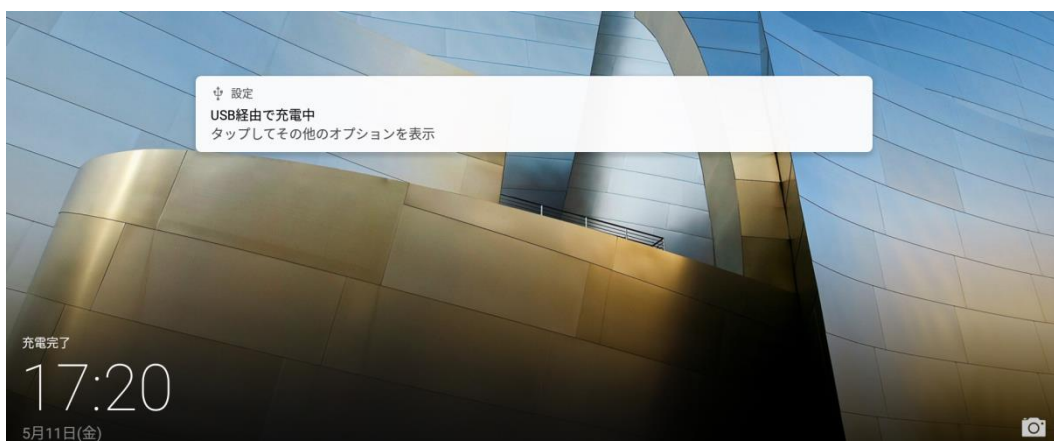 設定
USB経由で充電中
タップしてその他のオプションを表示
充電完了
17:20
5月11日(金)